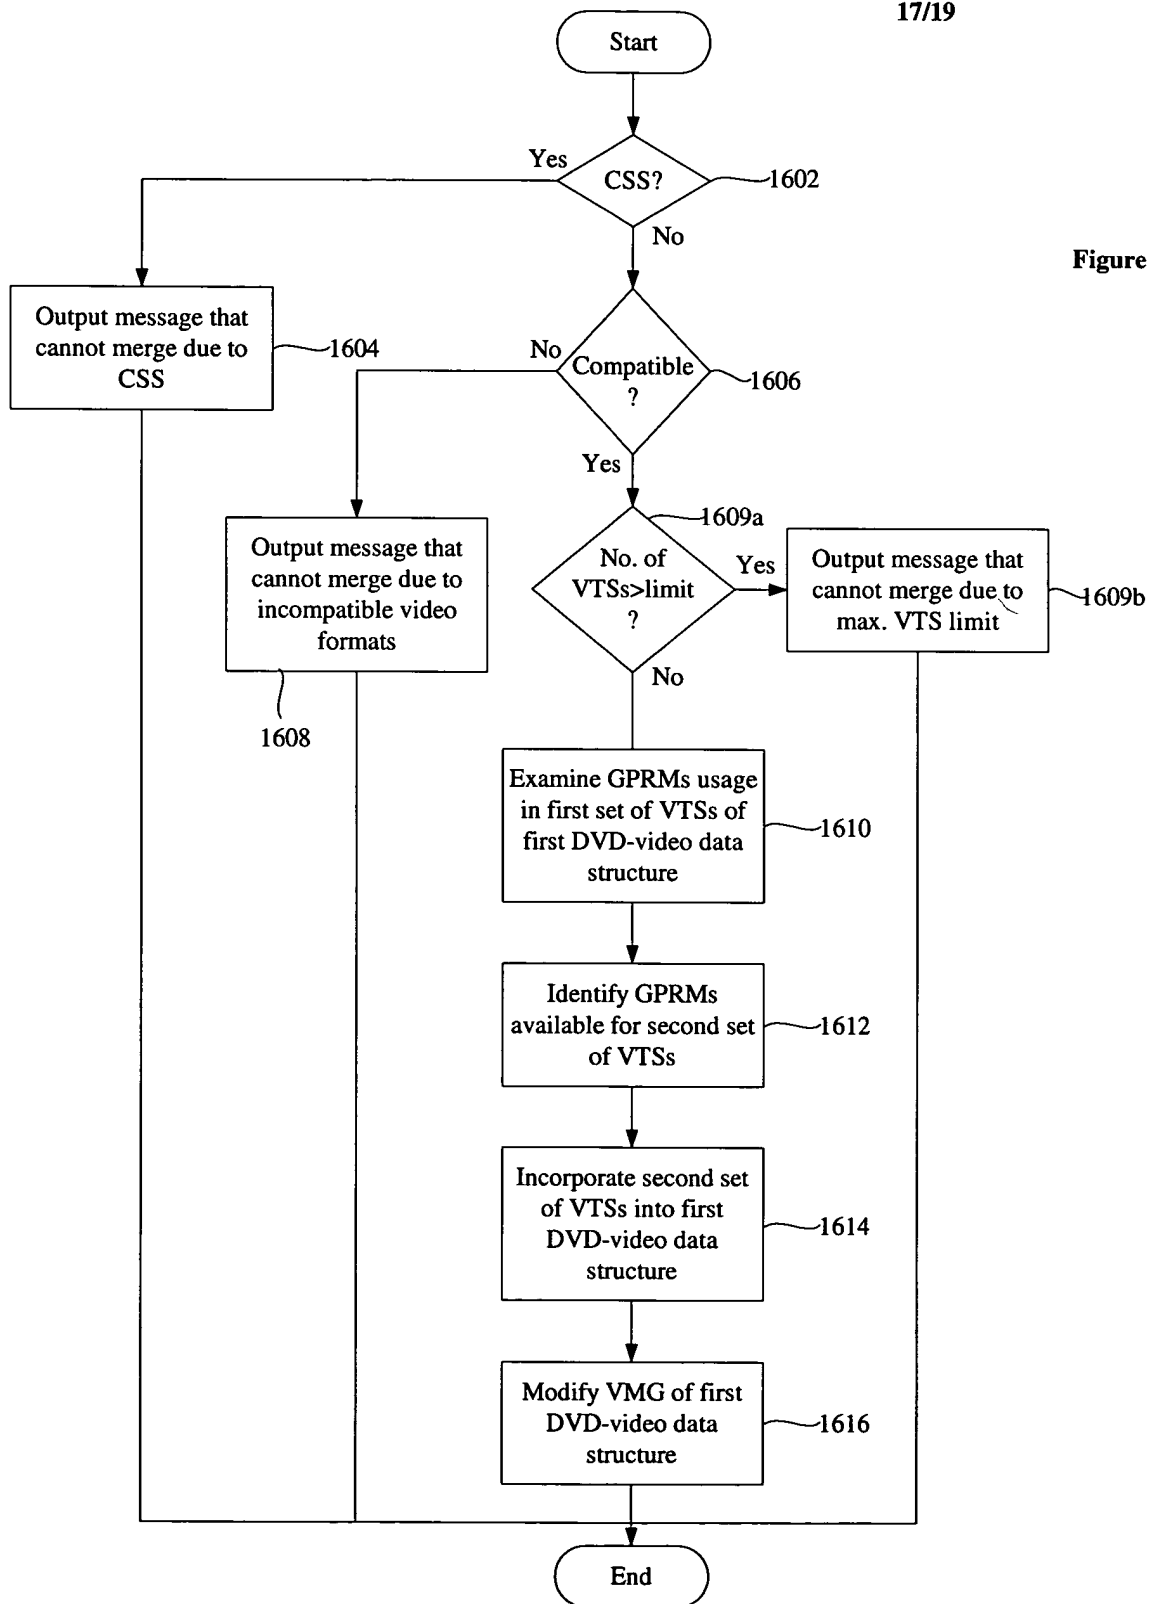 17/19
Start
Yes
CSS?
1602
No
Figure
Output message that
cannot merge due to
CSS
1604
No
Compatible
?
1606
Yes
1609a
No. of
VTSs>limit
?
Yes
Output message that
cannot merge due to
max. VTS limit
1609b
Output message that
cannot merge due to
incompatible video
formats
No
1608
Examine GPRMs usage
in first set of VTSs of
first DVD-video data
structure
1610
Identify GPRMs
available for second set
of VTSs
1612
Incorporate second set
of VTSs into first
DVD-video data
structure
1614
Modify VMG of first
DVD-video data
structure
1616
End